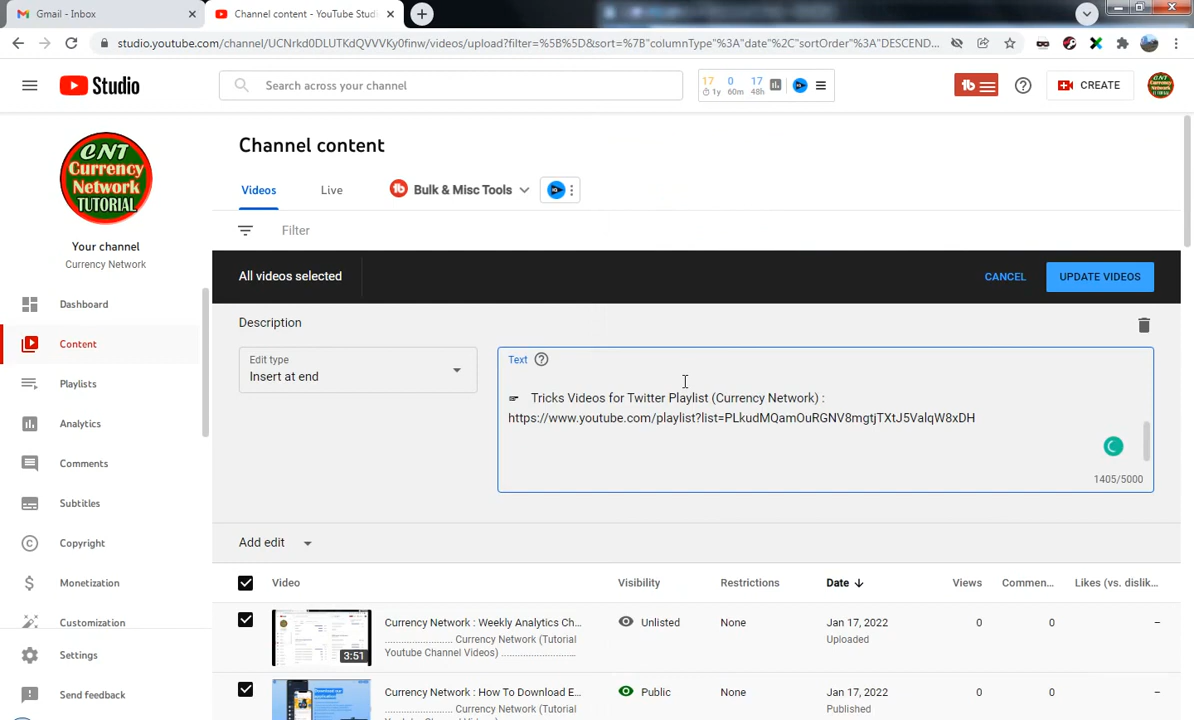 Gmail - Inbox
Channel content - YouTube Studi
studio.youtube.com/channel/UCNrkd0DLUTKdQVVVKy0finw/videos/upload?filter=%5B%5D&sort=%7B"columnType"%3A"date"%2C"sortOrder"%3A"DESCEND...
Studio
Search across your channel
17 0 17
1y 60m 48h
CREATE
CNT
Currency
Network
TUTORIAL
Your channel
Currency Network
Dashboard
Content
Playlists
Analytics
Comments
Subtitles
Copyright
Monetization
Customization
Settings
Send feedback
Channel content
Videos
Live
Bulk & Misc Tools
Filter
All videos selected
CANCEL
UPDATE VIDEOS
Description
Edit type
Insert at end
Text
Tricks Videos for Twitter Playlist (Currency Network) :
https://www.youtube.com/playlist?list=PLkudMQamOuRGNV8mgtjTXtJ5ValqW8xDH
1405/5000
Add edit
Video Visibility Restrictions Date Views Commen... Likes (vs. dislik...
3:51
Currency Network : Weekly Analytics Ch...
........................ Currency Network (Tutorial
Youtube Channel Videos) .........................
Unlisted
None
Jan 17, 2022
Uploaded
0
0
–
Currency Network : How To Download E...
........................ Currency Network (Tutorial
Public
None
Jan 17, 2022
Published
0
0
–